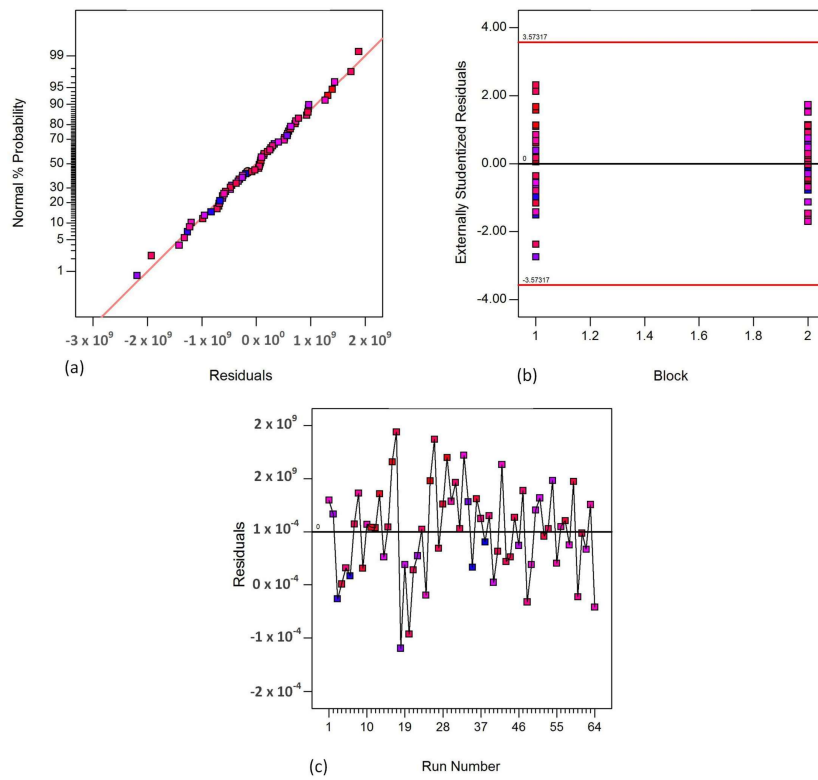 99
95
90
80
70
50
30
20
10
5
1
Normal % Probability
-3 x 10⁹ -2 x 10⁹ -1 x 10⁹ 0 x 10⁰ 1 x 10⁹ 2 x 10⁹
(a)
Residuals
4.00
3.57317
2.00
0
0.00
-2.00
-3.57317
-4.00
Externally Studentized Residuals
1 1.2 1.4 1.6 1.8 2
(b)
Block
2 x 10⁹
2 x 10⁹
1 x 10⁻⁴
0
0 x 10⁻⁴
-1 x 10⁻⁴
-2 x 10⁻⁴
Residuals
1 10 19 28 37 46 55 64
(c)
Run Number